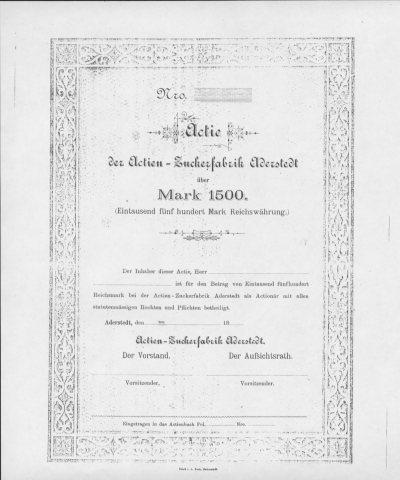 Nro.
Actie
der Actien-Zuckerfabrik Aderstedt
über
Mark 1500.
(Eintausend fünf hundert Mark Reichswährung.)
Der Inhaber dieser Actie, Herr
ist für den Betrag von Eintausend fünfhundert
Reichsmark bei der Actien-Zuckerfabrik Aderstedt als Actionär mit allen
statutenmässigen Rechten und Pflichten betheiligt.
Aderstedt, den 18
Actien-Zuckerfabrik Aderstedt.
Der Vorstand. Der Aufsichtsrath.
Vorsitzender. Vorsitzender.
Eingetragen in das Actienbuch Fol. Nro.